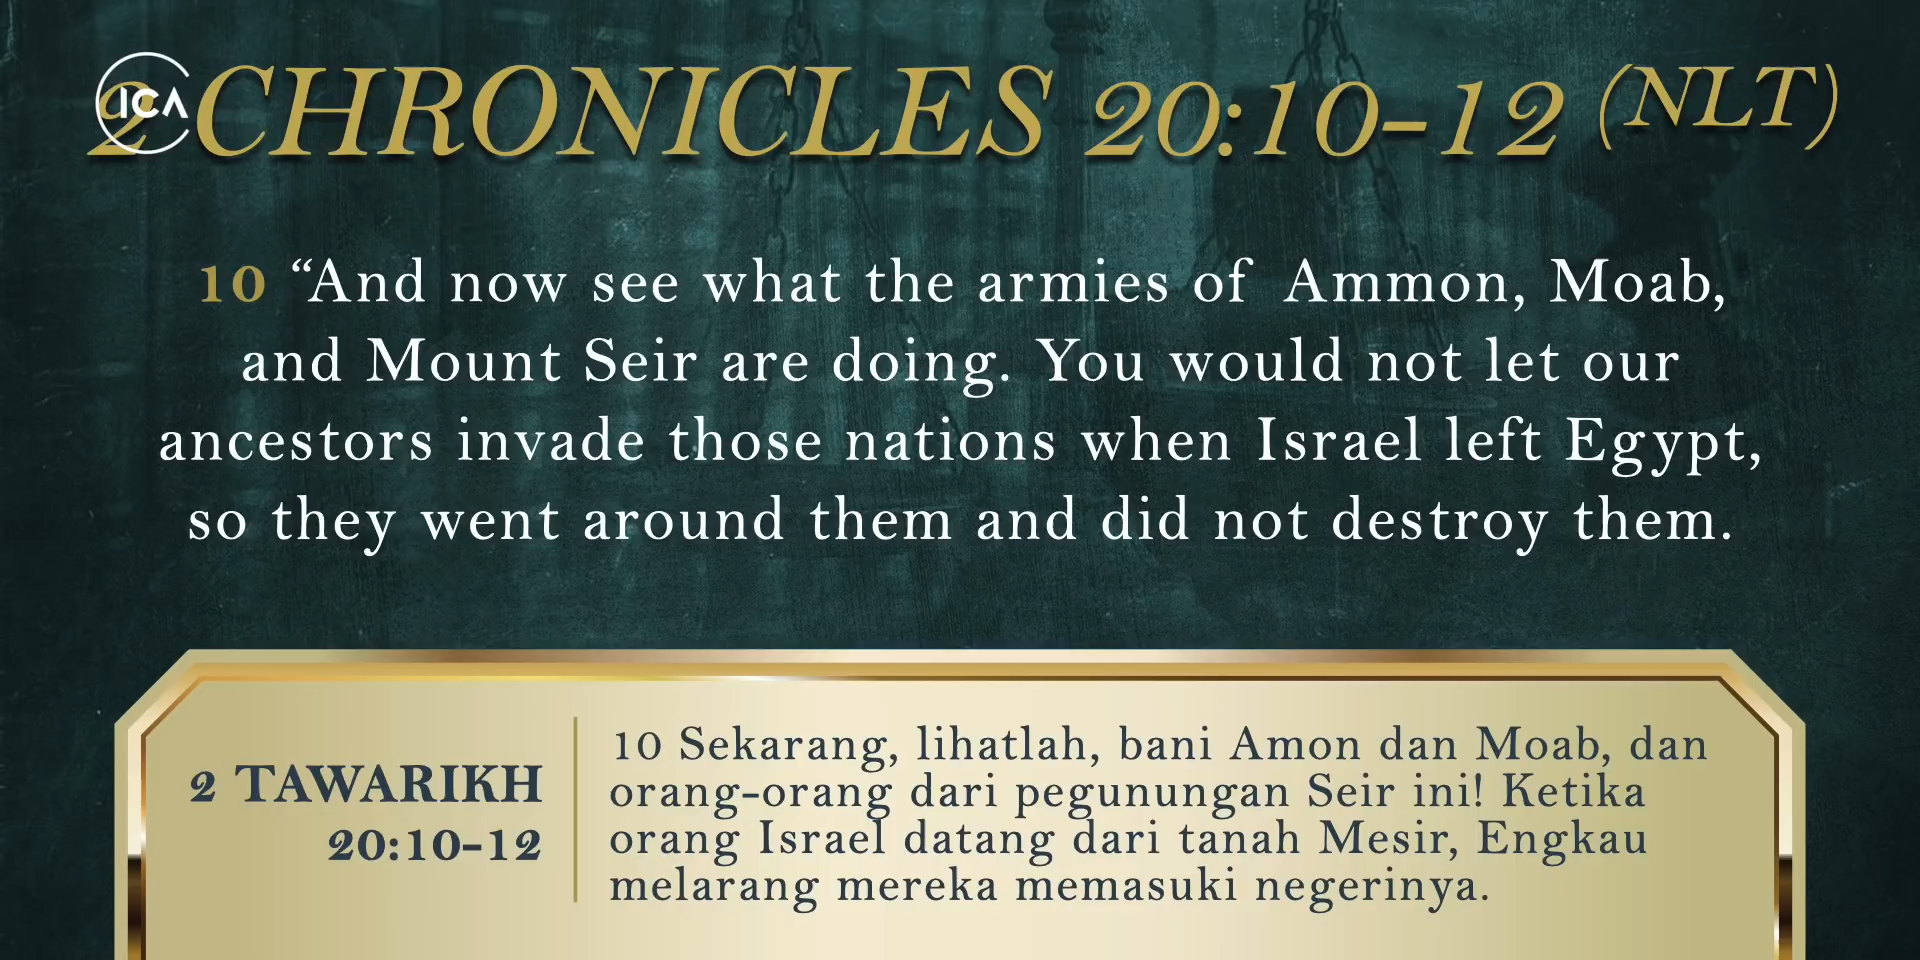 ICA
2 CHRONICLES 20:10-12 (NLT)
10 “And now see what the armies of Ammon, Moab,
and Mount Seir are doing. You would not let our
ancestors invade those nations when Israel left Egypt,
so they went around them and did not destroy them.
2 TAWARIKH
20:10-12
10 Sekarang, lihatlah, bani Amon dan Moab, dan
orang-orang dari pegunungan Seir ini! Ketika
orang Israel datang dari tanah Mesir, Engkau
melarang mereka memasuki negerinya.